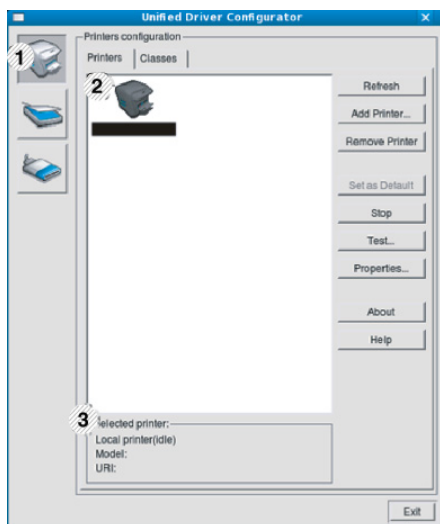 Unified Driver Configurator
Printers configuration
1
Printers
Classes
2
Refresh
Add Printer...
Remove Printer
Set as Default
Stop
Test...
Properties...
About
Help
3
Selected printer:
Local printer(idle)
Model:
URI:
Exit